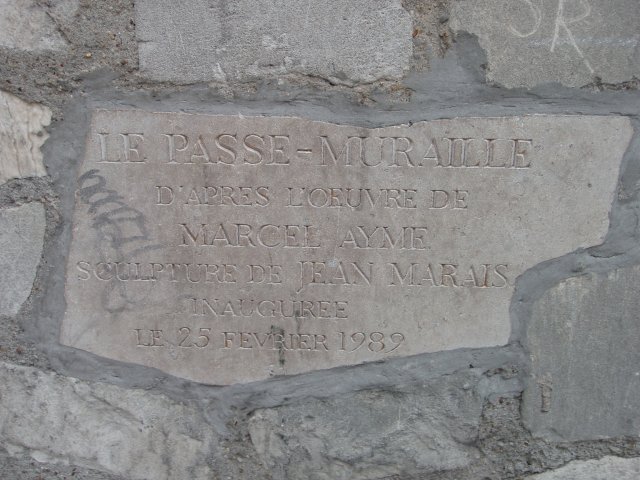 LE PASSE-MURAILLE
D'APRES L'OEUVRE DE
MARCEL AYME
SCULPTURE DE JEAN MARAIS
INAUGUREE
LE 25 FEVRIER 1989